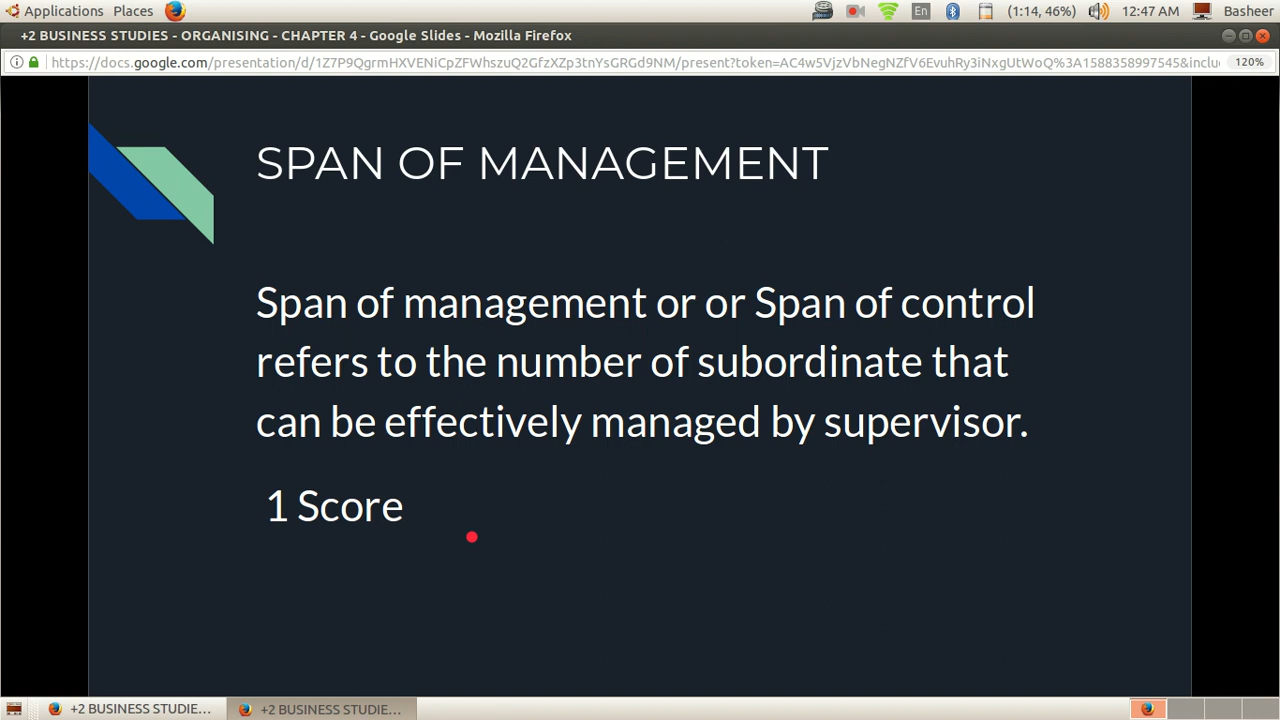 Applications Places En (1:14, 46%) 12:47 AM Basheer
+2 BUSINESS STUDIES - ORGANISING - CHAPTER 4 - Google Slides - Mozilla Firefox
https://docs.google.com/presentation/d/1Z7P9QgrmHXVENiCpZFWhszuQ2GfzXZp3tnYsGRGd9NM/present?token=AC4w5VjzVbNegNZfV6EvuhRy3iNxgUtWoQ%3A1588358997545&inclu 120%
SPAN OF MANAGEMENT
Span of management or or Span of control
refers to the number of subordinate that
can be effectively managed by supervisor.
1 Score
+2 BUSINESS STUDIE... +2 BUSINESS STUDIE...